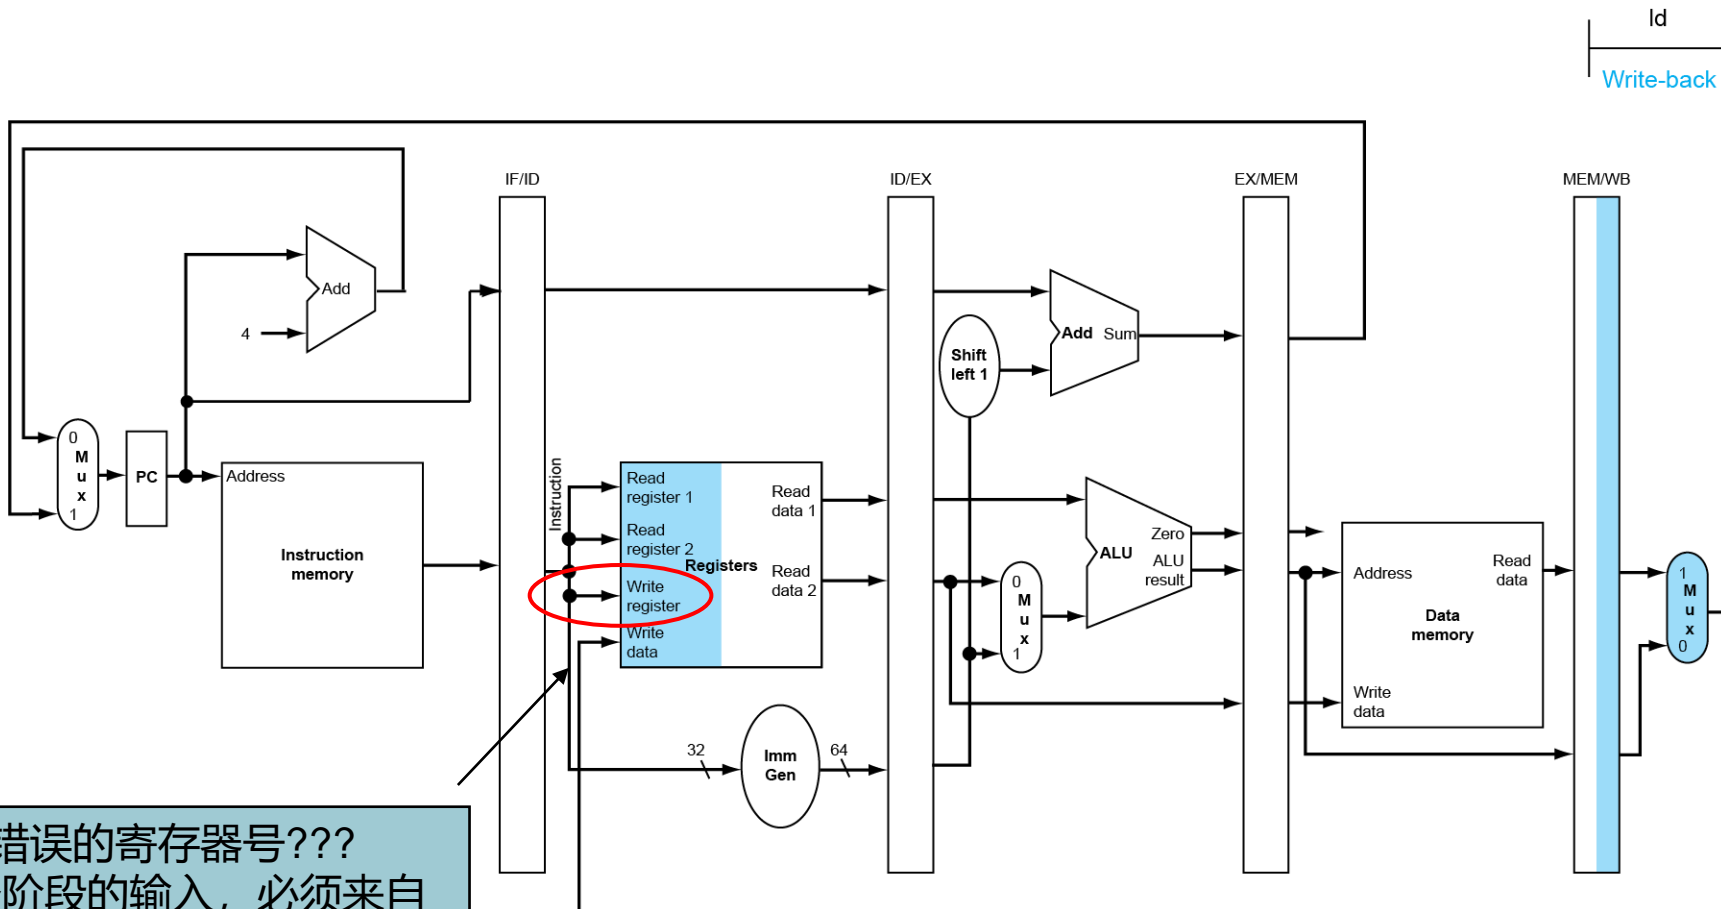 ld
Write-back
IF/ID
ID/EX
EX/MEM
MEM/WB
Add
4
Add Sum
Shift
left 1
0
M
u
x
1
PC
Address
Instruction
memory
Instruction
Read
register 1
Read
register 2
Registers
Write
register
Write
data
Read
data 1
Read
data 2
0
M
u
x
1
Zero
ALU
ALU
result
Address
Read
data
Data
memory
Write
data
1
M
u
x
0
32
Imm
Gen
64
错误的寄存器号???
阶段的输入，必须来自